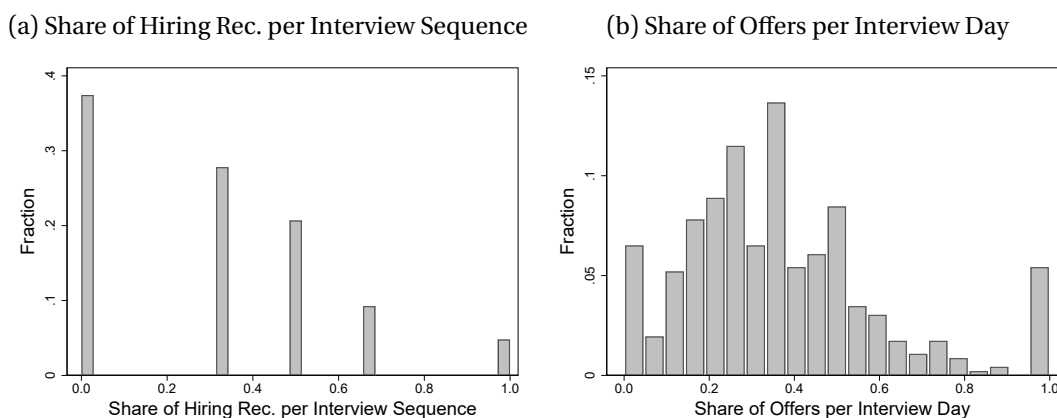 (a) Share of Hiring Rec. per Interview Sequence
(b) Share of Offers per Interview Day
Fraction
.4
.3
.2
.1
0
0.0 0.2 0.4 0.6 0.8 1.0
Share of Hiring Rec. per Interview Sequence
Fraction
.15
.1
.05
0
0.0 0.2 0.4 0.6 0.8 1.0
Share of Offers per Interview Day